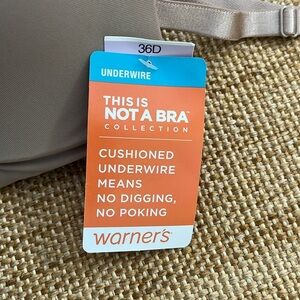 36D
UNDERWIRE
THIS IS
NOT A BRA
COLLECTION
CUSHIONED
UNDERWIRE
MEANS
NO DIGGING,
NO POKING
warner's